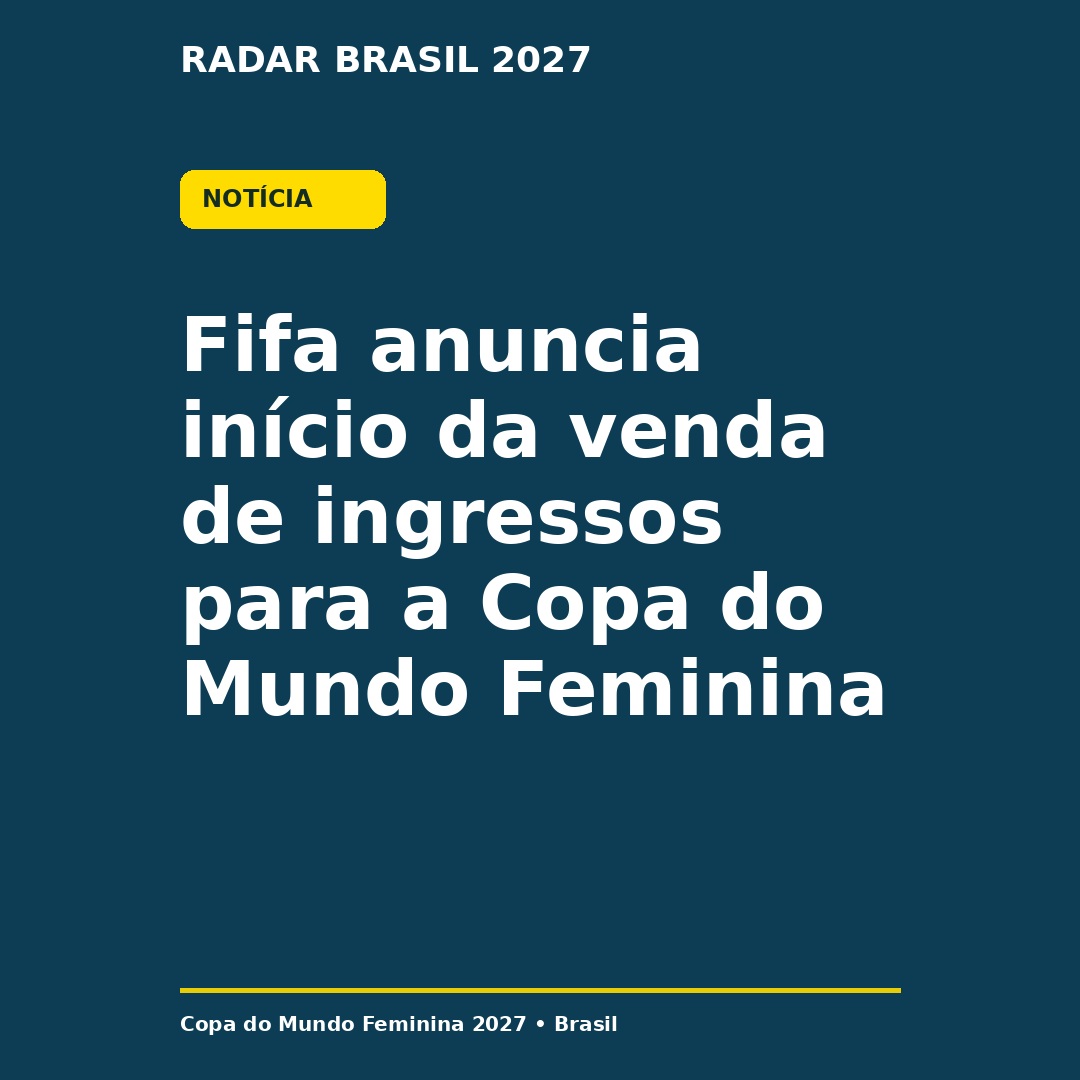 RADAR BRASIL 2027
NOTÍCIA
Fifa anuncia
início da venda
de ingressos
para a Copa do
Mundo Feminina
Copa do Mundo Feminina 2027 • Brasil